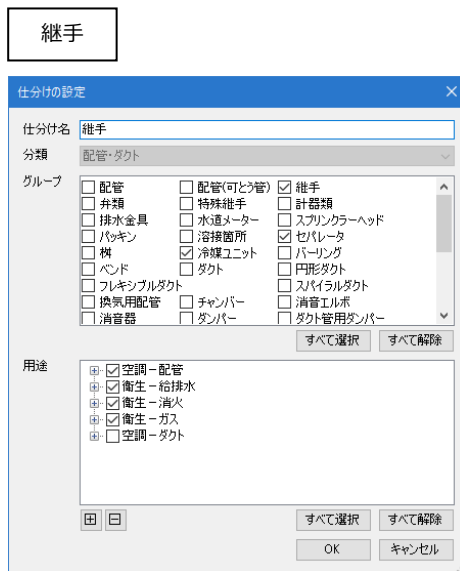 継手
仕分けの設定
仕分け名 継手
分類 配管・ダクト
グループ 配管 配管(可とう管) 継手
弁類 特殊継手 計器類
排水金具 水道メーター スプリンクラーヘッド
パッキン 溶接箇所 セパレータ
桝 冷媒ユニット バーリング
ベンド ダクト 円形ダクト
フレキシブルダクト スパイラルダクト
換気用配管 チャンバー 消音エルボ
消音器 ダンパー ダクト管用ダンパー
すべて選択 すべて解除
用途 空調-配管
衛生-給排水
衛生-消火
衛生-ガス
空調-ダクト
すべて選択 すべて解除
OK キャンセル